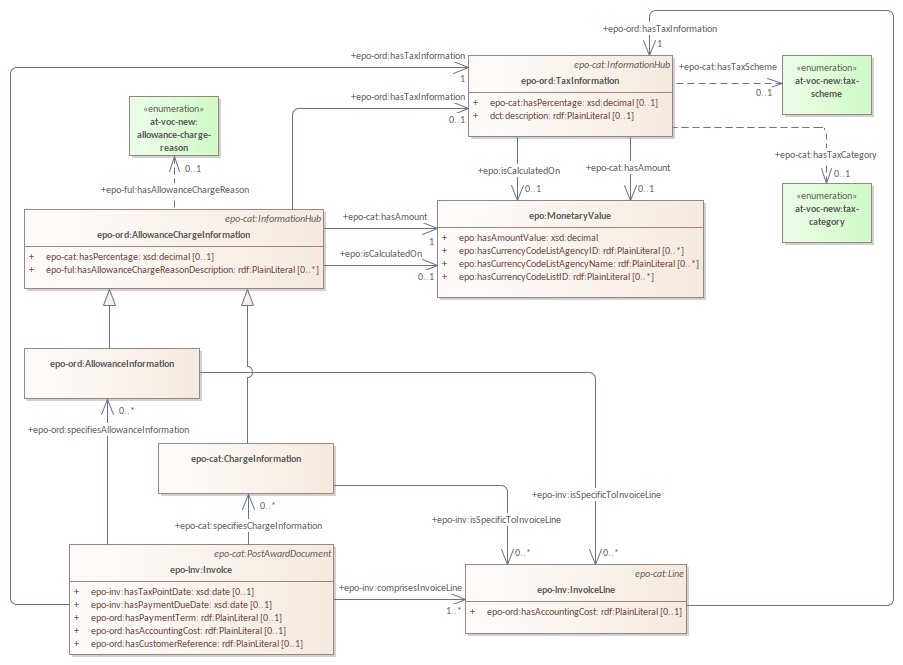 +epo-ord:hasTaxInformation
1
+epo-ord:hasTaxInformation
1
+epo-ord:hasTaxInformation
0..1
epo-cat:InformationHub
epo-ord:TaxInformation
+ epo-cat:hasPercentage: xsd:decimal [0..1]
+ dct:description: rdf:PlainLiteral [0..1]
+epo-cat:hasTaxScheme
0..1
«enumeration»
at-voc-new:tax-
scheme
+epo-cat:hasTaxCategory
0..1
«enumeration»
at-voc-new:tax-
category
«enumeration»
at-voc-new:
allowance-charge-
reason
0..1
+epo-ful:hasAllowanceChargeReason
+epo:isCalculatedOn
0..1
+epo-cat:hasAmount
0..1
epo-cat:InformationHub
epo-ord:AllowanceChargeInformation
+ epo-cat:hasPercentage: xsd:decimal [0..1]
+ epo-ful:hasAllowanceChargeReasonDescription: rdf:PlainLiteral [0..*]
+epo-cat:hasAmount
1
+epo:isCalculatedOn
0..1
epo:MonetaryValue
+ epo:hasAmountValue: xsd:decimal
+ epo:hasCurrencyCodeListAgencyID: rdf:PlainLiteral [0..*]
+ epo:hasCurrencyCodeListAgencyName: rdf:PlainLiteral [0..*]
+ epo:hasCurrencyCodeListID: rdf:PlainLiteral [0..*]
epo-ord:AllowanceInformation
0..*
+epo-ord:specifiesAllowanceInformation
epo-cat:ChargeInformation
0..*
+epo-cat:specifiesChargeInformation
+epo-inv:isSpecificToInvoiceLine
0..*
+epo-inv:isSpecificToInvoiceLine
0..*
epo-cat:PostAwardDocument
epo-inv:Invoice
+ epo-inv:hasTaxPointDate: xsd:date [0..1]
+ epo-inv:hasPaymentDueDate: xsd:date [0..1]
+ epo-ord:hasPaymentTerm: rdf:PlainLiteral [0..1]
+ epo-ord:hasAccountingCost: rdf:PlainLiteral [0..1]
+ epo-ord:hasCustomerReference: rdf:PlainLiteral [0..1]
+epo-inv:comprisesInvoiceLine
1..*
epo-cat:Line
epo-inv:InvoiceLine
+ epo-ord:hasAccountingCost: rdf:PlainLiteral [0..1]